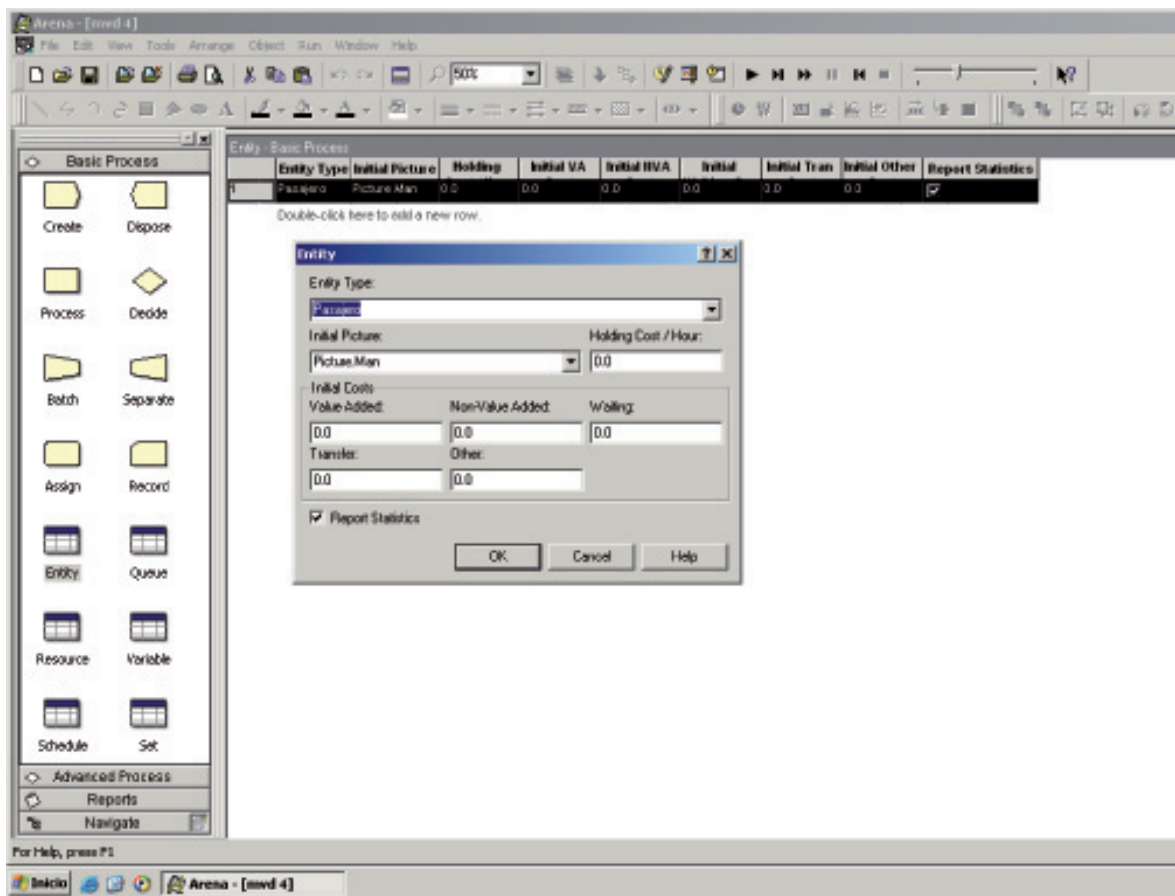 Arena - [mvd 4]
File Edit View Tools Arrange Object Run Window Help
50%
Basic Process
Create Dispose
Process Decide
Batch Separate
Assign Record
Entity Queue
Resource Variable
Schedule Set
Advanced Process
Reports
Navigate
Entity - Basic Process
Entity Type Initial Picture Holding Initial VA Initial NVA Initial Initial Tran Initial Other Report Statistics
1 Pasajero Picture.Man 0.0 0.0 0.0 0.0 0.0 0.0
Double-click here to add a new row.
Entity
Entity Type:
Pasajero
Initial Picture: Holding Cost / Hour:
Picture.Man 0.0
Initial Costs
Value Added: Non-Value Added: Waiting:
0.0 0.0 0.0
Transfer: Other:
0.0 0.0
Report Statistics
OK Cancel Help
For Help, press F1
Inicio Arena - [mvd 4]